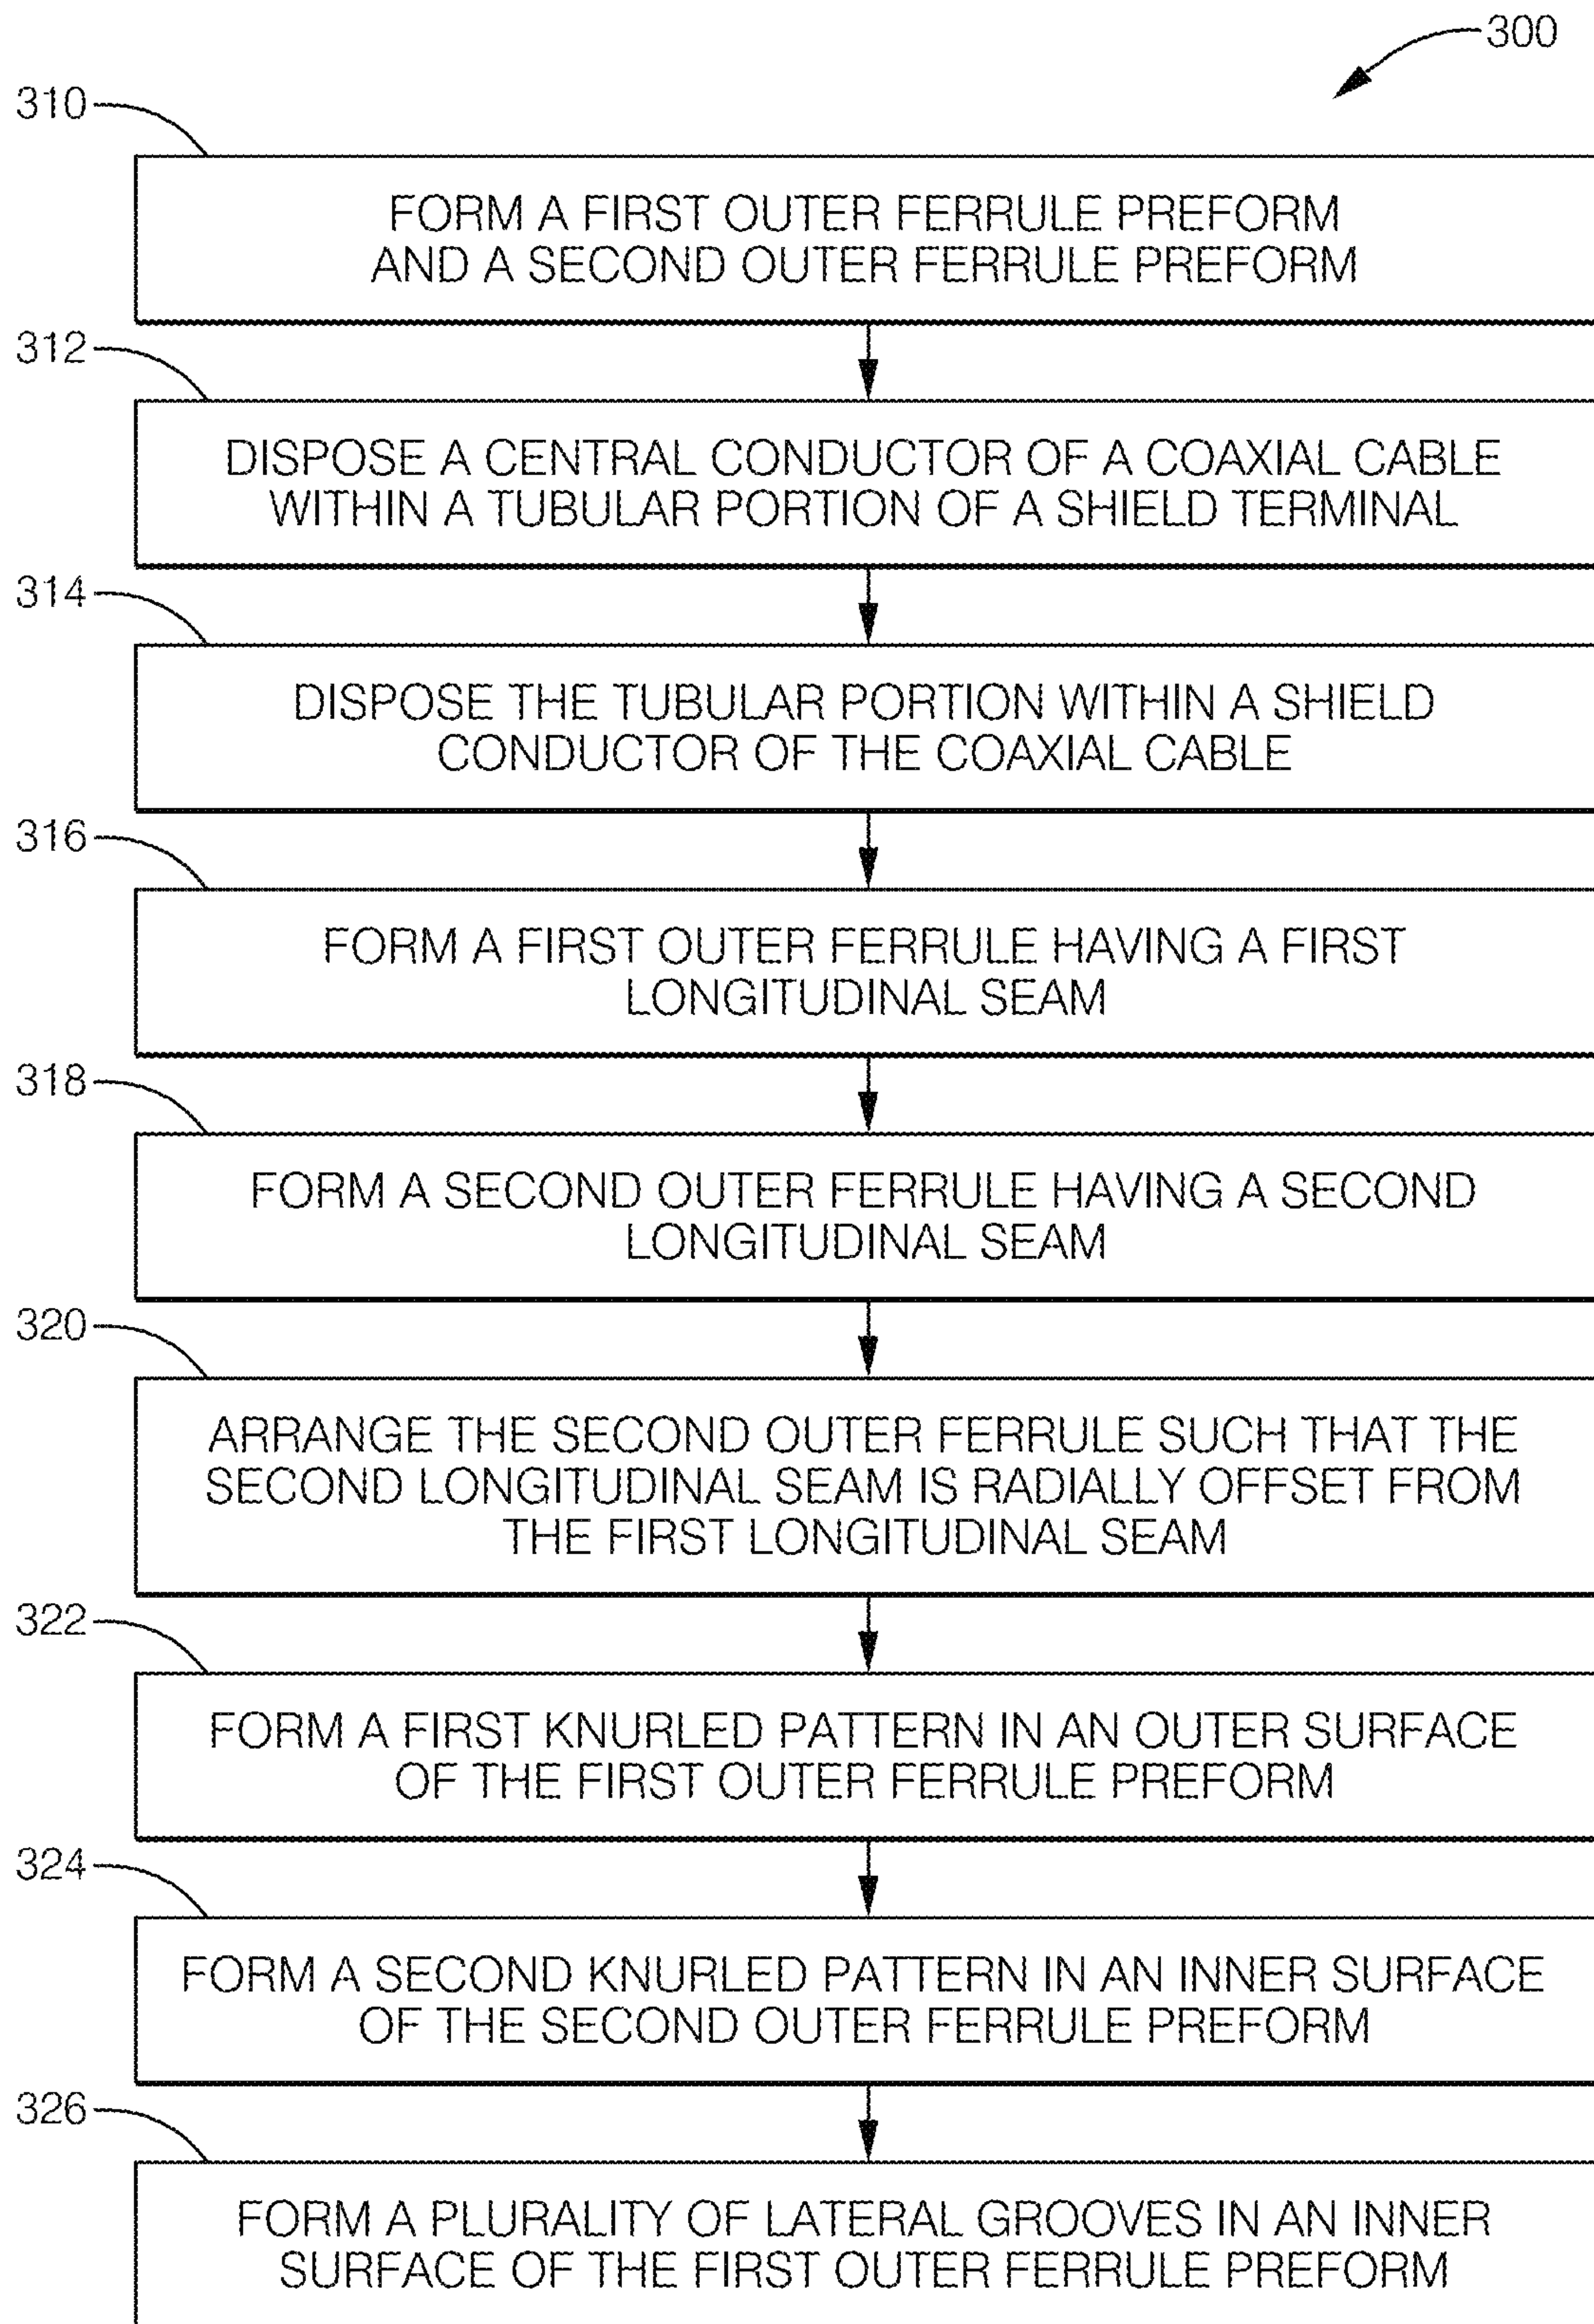 300
310
FORM A FIRST OUTER FERRULE PREFORM
AND A SECOND OUTER FERRULE PREFORM
312
DISPOSE A CENTRAL CONDUCTOR OF A COAXIAL CABLE
WITHIN A TUBULAR PORTION OF A SHIELD TERMINAL
314
DISPOSE THE TUBULAR PORTION WITHIN A SHIELD
CONDUCTOR OF THE COAXIAL CABLE
316
FORM A FIRST OUTER FERRULE HAVING A FIRST
LONGITUDINAL SEAM
318
FORM A SECOND OUTER FERRULE HAVING A SECOND
LONGITUDINAL SEAM
320
ARRANGE THE SECOND OUTER FERRULE SUCH THAT THE
SECOND LONGITUDINAL SEAM IS RADIALLY OFFSET FROM
THE FIRST LONGITUDINAL SEAM
322
FORM A FIRST KNURLED PATTERN IN AN OUTER SURFACE
OF THE FIRST OUTER FERRULE PREFORM
324
FORM A SECOND KNURLED PATTERN IN AN INNER SURFACE
OF THE SECOND OUTER FERRULE PREFORM
326
FORM A PLURALITY OF LATERAL GROOVES IN AN INNER
SURFACE OF THE FIRST OUTER FERRULE PREFORM